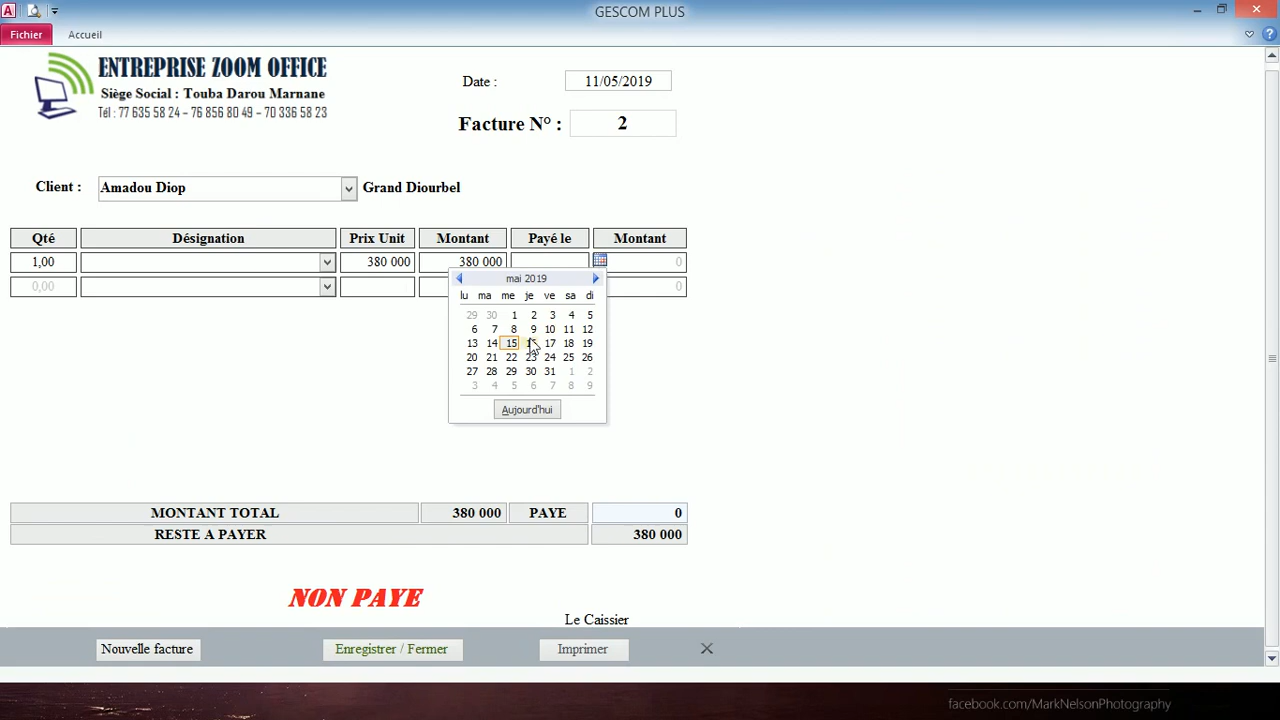 GESCOM PLUS
Fichier Accueil
ENTREPRISE ZOOM OFFICE
Siège Social : Touba Darou Marnane
Tél : 77 635 58 24 – 76 856 80 49 – 70 336 58 23
Date : 11/05/2019
Facture N° : 2
Client : Amadou Diop Grand Diourbel
Qté Désignation Prix Unit Montant Payé le Montant
1,00 380 000 380 000 0
0,00 0
mai 2019
lu ma me je ve sa di
29 30 1 2 3 4 5
6 7 8 9 10 11 12
13 14 15 17 18 19
20 21 22 23 24 25 26
27 28 29 30 31 1 2
3 4 5 6 7 8 9
Aujourd'hui
MONTANT TOTAL 380 000 PAYE 0
RESTE A PAYER 380 000
NON PAYE
Le Caissier
Nouvelle facture Enregistrer / Fermer Imprimer
facebook.com/MarkNelsonPhotography